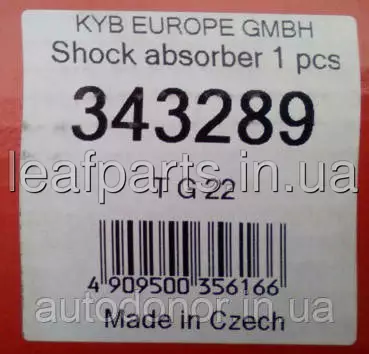 KYB EUROPE GMBH
Shock absorber 1 pcs
343289
leafparts.in.ua
T G 22
4 909500 356166
autodonor.in.ua
Made in Czech